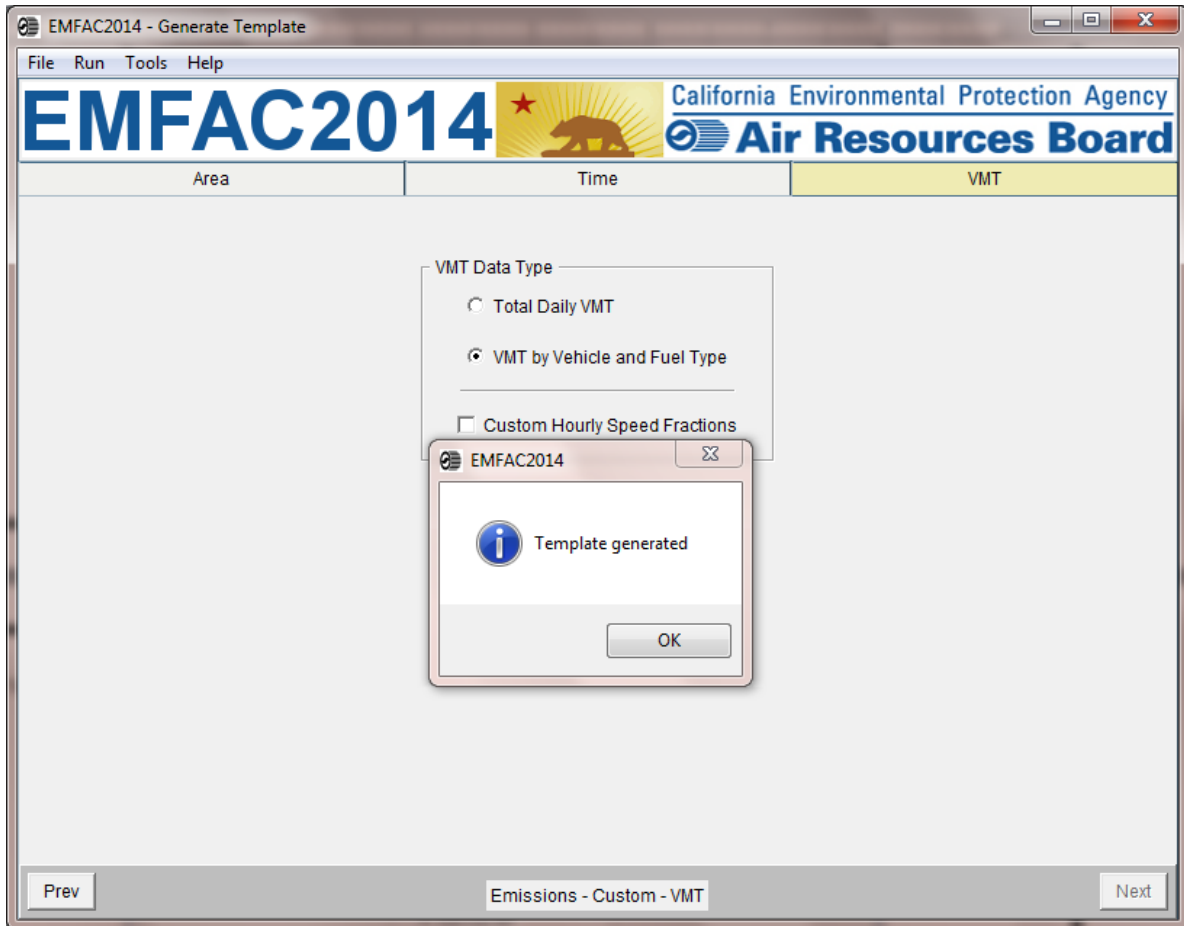 EMFAC2014 - Generate Template
File Run Tools Help
EMFAC2014
California Environmental Protection Agency
Air Resources Board
Area Time VMT
VMT Data Type
Total Daily VMT
VMT by Vehicle and Fuel Type
Custom Hourly Speed Fractions
EMFAC2014
Template generated
OK
Prev Emissions - Custom - VMT Next